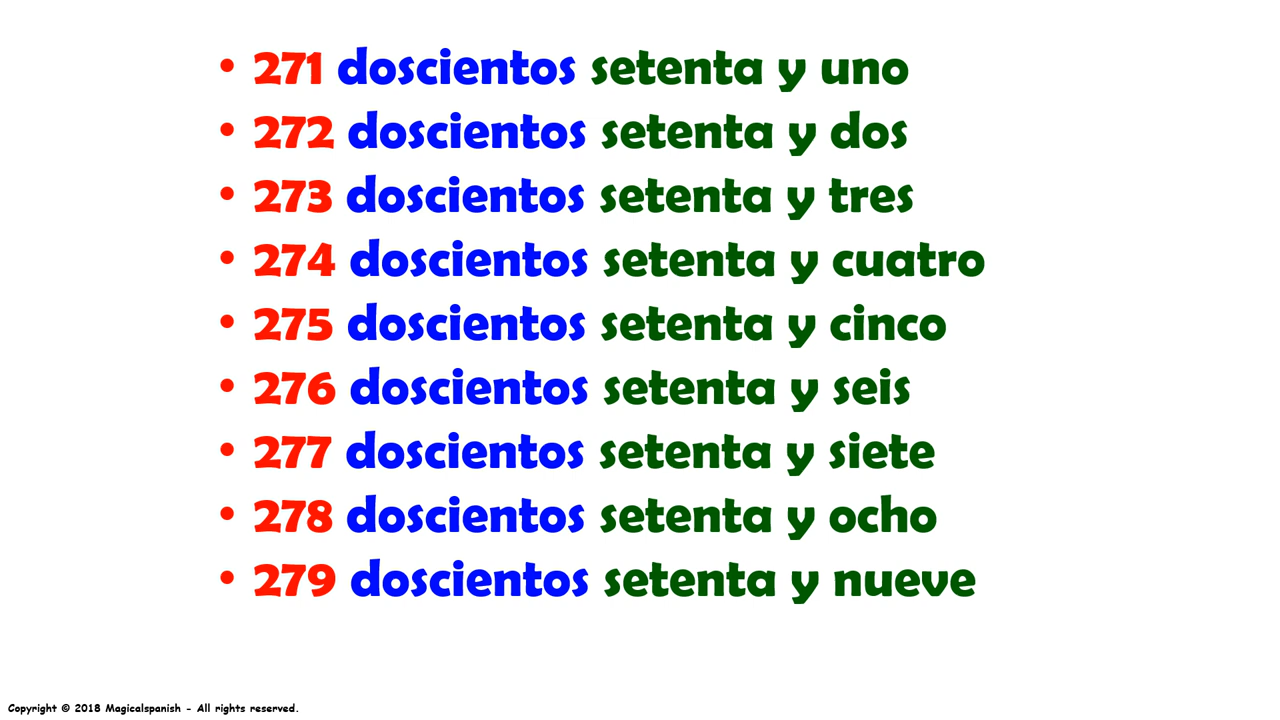 • 271 doscientos setenta y uno
• 272 doscientos setenta y dos
• 273 doscientos setenta y tres
• 274 doscientos setenta y cuatro
• 275 doscientos setenta y cinco
• 276 doscientos setenta y seis
• 277 doscientos setenta y siete
• 278 doscientos setenta y ocho
• 279 doscientos setenta y nueve
Copyright © 2018 Magicalspanish - All rights reserved.